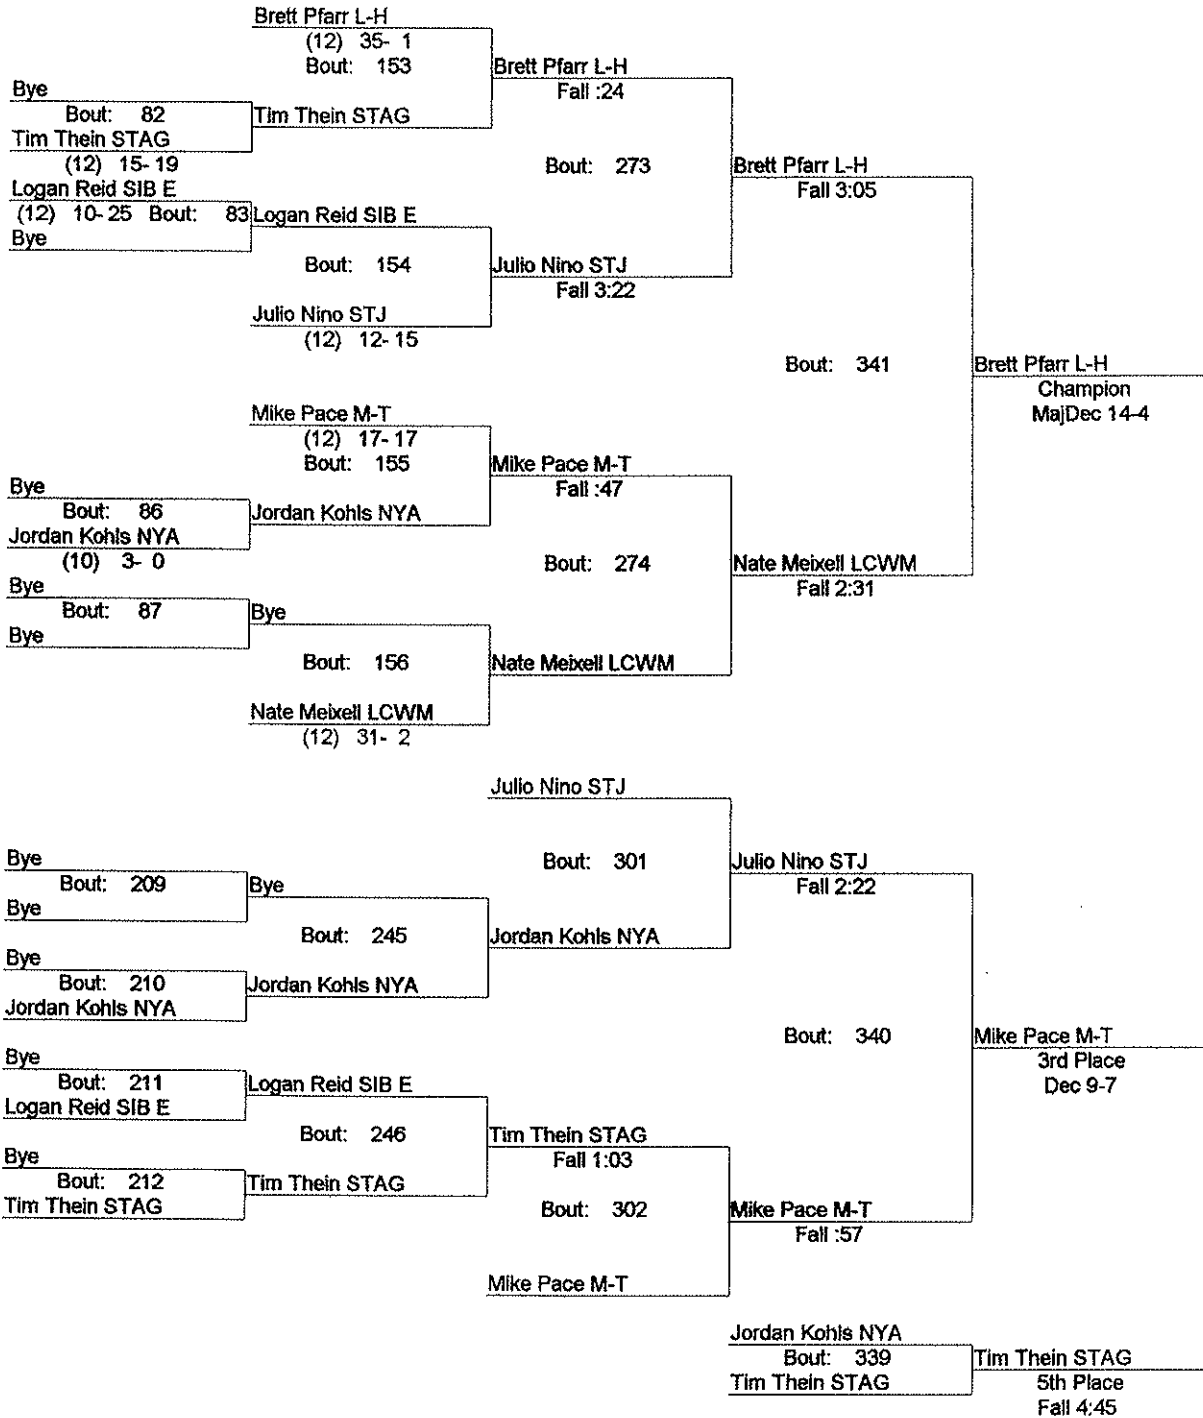 Brett Pfarr L-H
(12) 35- 1
Bout: 153
Brett Pfarr L-H
Fall :24
Bye
Bout: 82
Tim Thein STAG
Tim Thein STAG
(12) 15- 19
Bout: 273
Brett Pfarr L-H
Fall 3:05
Logan Reid SIB E
(12) 10- 25 Bout: 83
Logan Reid SIB E
Bye
Bout: 154
Julio Nino STJ
Fall 3:22
Julio Nino STJ
(12) 12- 15
Bout: 341
Brett Pfarr L-H
Champion
MajDec 14-4
Mike Pace M-T
(12) 17- 17
Bout: 155
Mike Pace M-T
Fall :47
Bye
Bout: 86
Jordan Kohls NYA
Jordan Kohls NYA
(10) 3- 0
Bout: 274
Nate Meixell LCWM
Fall 2:31
Bye
Bout: 87
Bye
Bye
Bout: 156
Nate Meixell LCWM
Nate Meixell LCWM
(12) 31- 2
Julio Nino STJ
Bout: 301
Julio Nino STJ
Fall 2:22
Bye
Bout: 209
Bye
Bye
Bout: 245
Jordan Kohls NYA
Bye
Bout: 210
Jordan Kohls NYA
Jordan Kohls NYA
Bout: 340
Mike Pace M-T
3rd Place
Dec 9-7
Bye
Bout: 211
Logan Reid SIB E
Logan Reid SIB E
Bout: 246
Tim Thein STAG
Fall 1:03
Bye
Bout: 212
Tim Thein STAG
Tim Thein STAG
Bout: 302
Mike Pace M-T
Fall :57
Mike Pace M-T
Jordan Kohls NYA
Bout: 339
Tim Thein STAG
Tim Thein STAG
5th Place
Fall 4:45